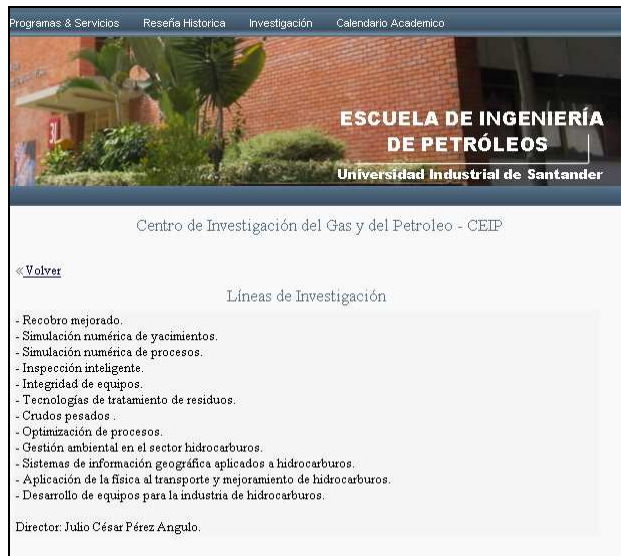 Programas & Servicios Reseña Historica Investigación Calendario Academico
ESCUELA DE INGENIERÍA
DE PETRÓLEOS
Universidad Industrial de Santander
Centro de Investigación del Gas y del Petroleo - CEIP
« Volver
Líneas de Investigación
- Recobro mejorado.
- Simulación numérica de yacimientos.
- Simulación numérica de procesos.
- Inspección inteligente.
- Integridad de equipos.
- Tecnologías de tratamiento de residuos.
- Crudos pesados .
- Optimización de procesos.
- Gestión ambiental en el sector hidrocarburos.
- Sistemas de información geográfica aplicados a hidrocarburos.
- Aplicación de la física al transporte y mejoramiento de hidrocarburos.
- Desarrollo de equipos para la industria de hidrocarburos.
Director: Julio César Pérez Angulo.